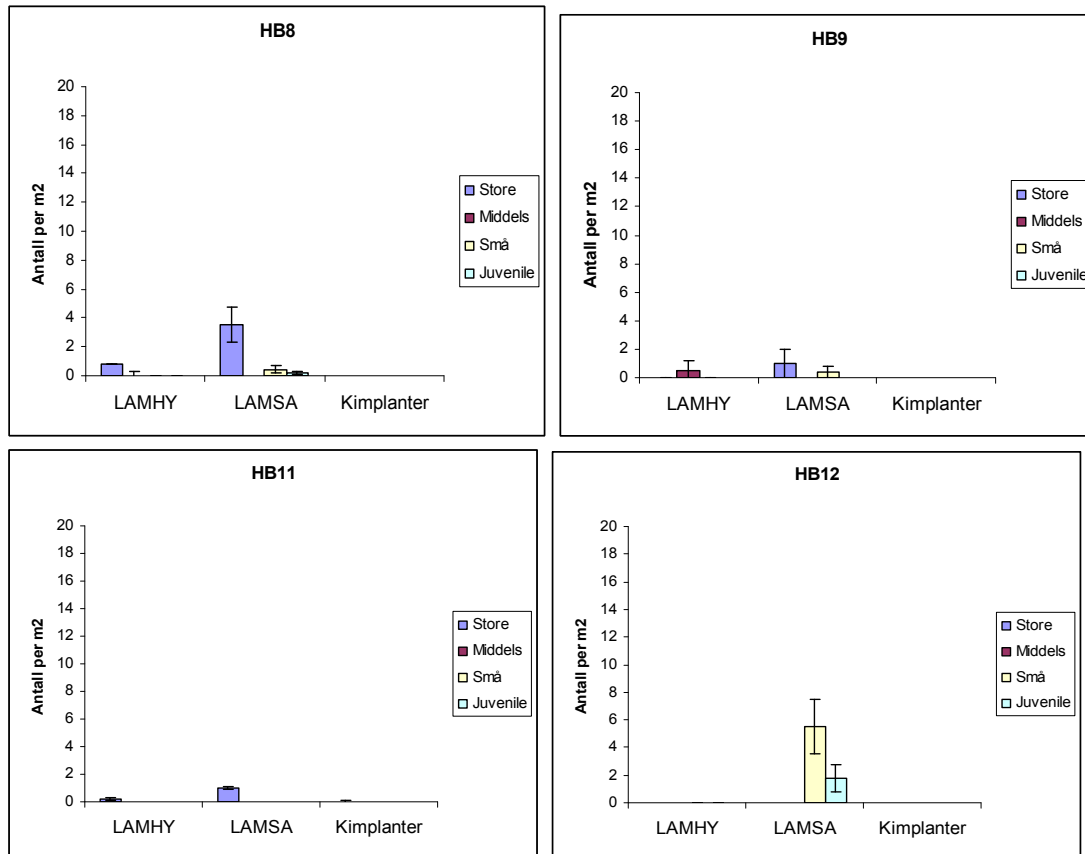 HB8
20
18
16
14
12
10
8
6
4
2
0
Antall per m2
LAMHY LAMSA Kimplanter
Store
Middels
Små
Juvenile
HB9
20
18
16
14
12
10
8
6
4
2
0
Antall per m2
LAMHY LAMSA Kimplanter
Store
Middels
Små
Juvenile
HB11
20
18
16
14
12
10
8
6
4
2
0
Antall per m2
LAMHY LAMSA Kimplanter
Store
Middels
Små
Juvenile
HB12
20
18
16
14
12
10
8
6
4
2
0
Antall per m2
LAMHY LAMSA Kimplanter
Store
Middels
Små
Juvenile